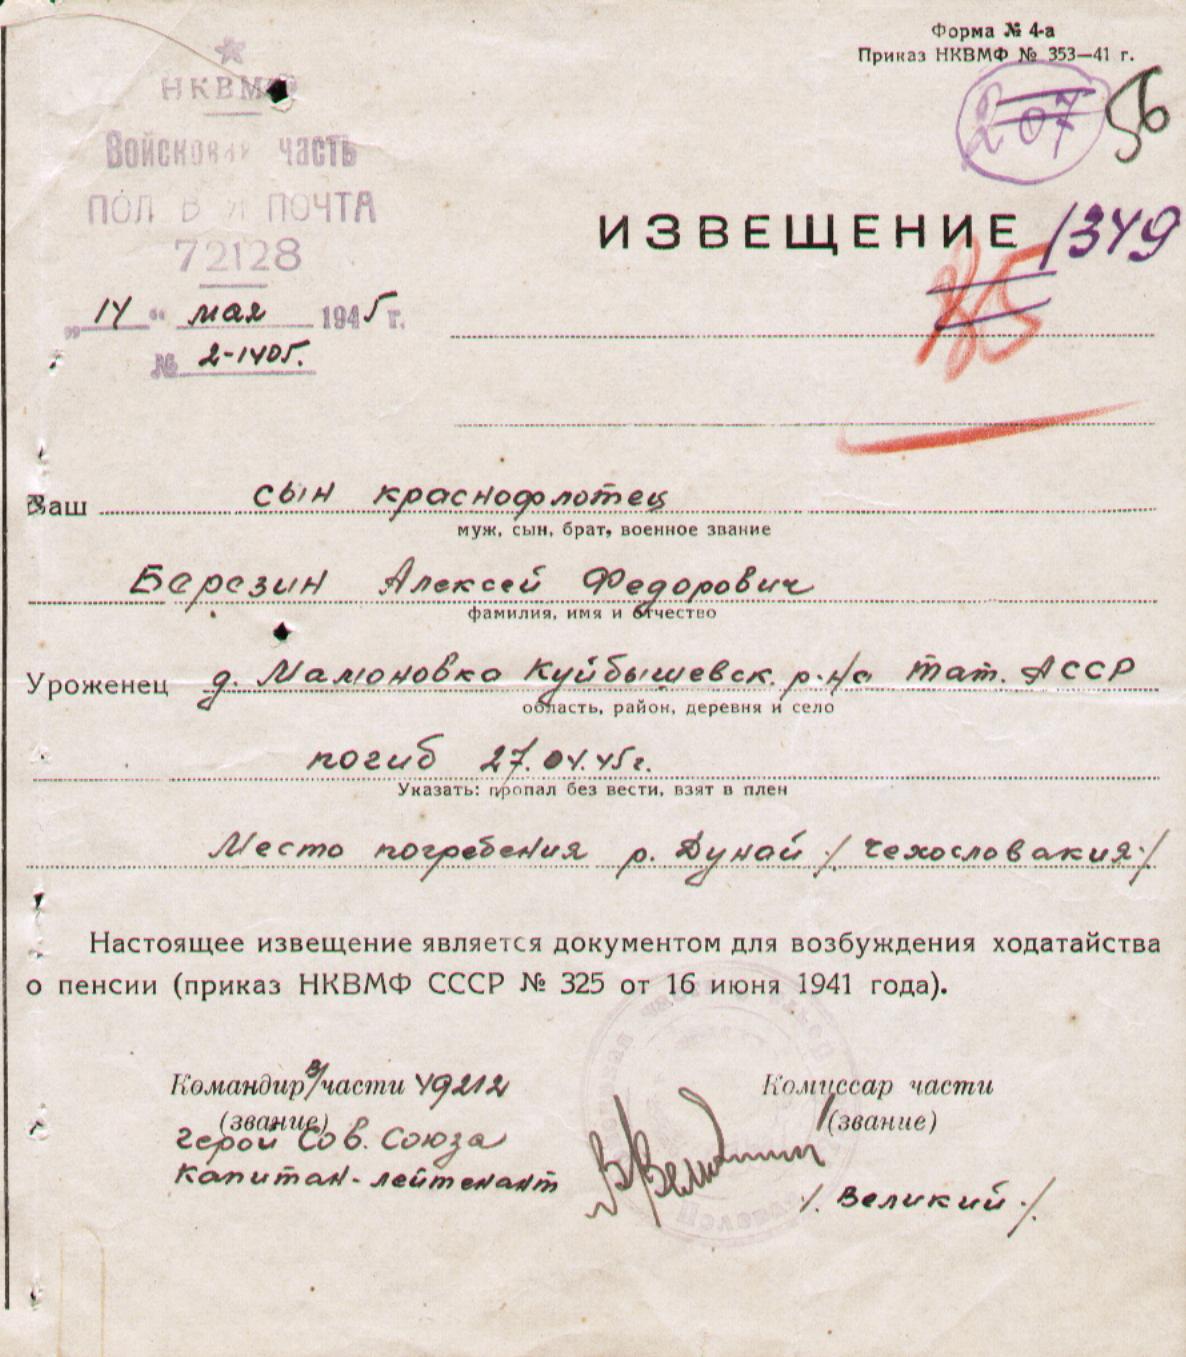 Форма № 4-а
Приказ НКВМФ № 353—41 г.
207 56
НКВМФ
Войсковая часть
ПОЛ В Я ПОЧТА
72128
„ 14 “ мая 1945 г.
№ 2-1405.
ИЗВЕЩЕНИЕ 1349
85
Ваш сын краснофлотец
муж, сын, брат, военное звание
Березин Алексей Федорович
фамилия, имя и отчество
Уроженец д. Мамоновка Куйбышевск. р-на Тат. АССР
область, район, деревня и село
погиб 27.04.45г.
Указать: пропал без вести, взят в плен
Место погребения р. Дунай /Чехословакия/
Настоящее извещение является документом для возбуждения ходатайства
о пенсии (приказ НКВМФ СССР № 325 от 16 июня 1941 года).
Командир в/части 49212
(звание)
Герой Сов. Союза
капитан-лейтенант
Комиссар части
(звание)
/. Великий ./